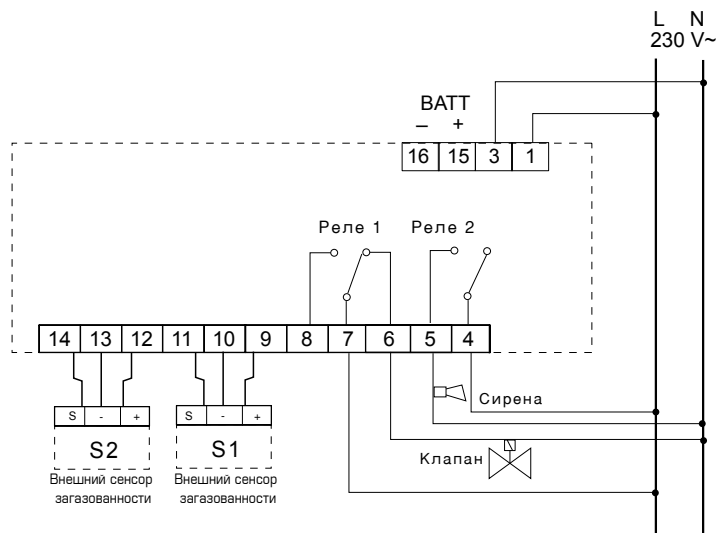 L N
230 V~
BATT
– +
16 15 3 1
Реле 1 Реле 2
14 13 12 11 10 9 8 7 6 5 4
Сирена
S - + S - +
S2 S1
Клапан
Внешний сенсор загазованности
Внешний сенсор загазованности